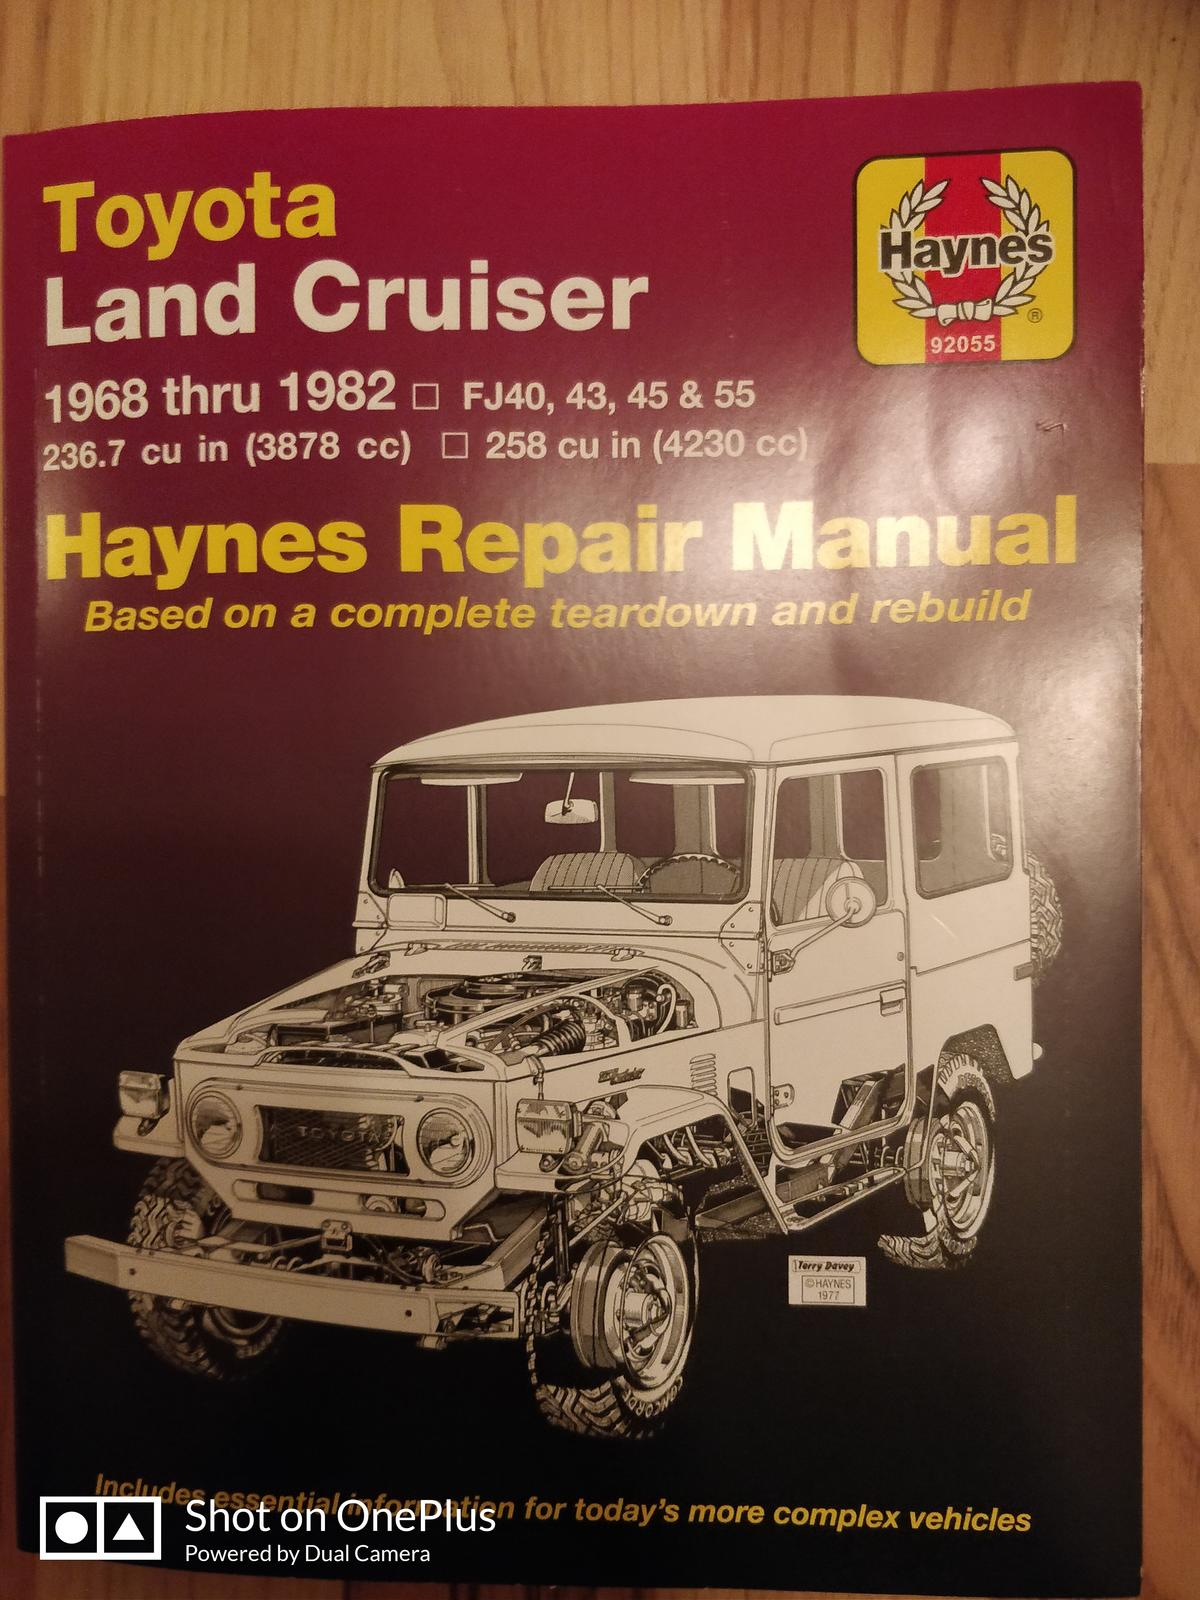 Toyota
Land Cruiser
Haynes
®
92055
1968 thru 1982 □ FJ40, 43, 45 & 55
236.7 cu in (3878 cc) □ 258 cu in (4230 cc)
Haynes Repair Manual
Based on a complete teardown and rebuild
TOYOTA
CONCORDE
Terry Davey
© HAYNES
1977
Includes essential information for today's more complex vehicles
Shot on OnePlus
Powered by Dual Camera